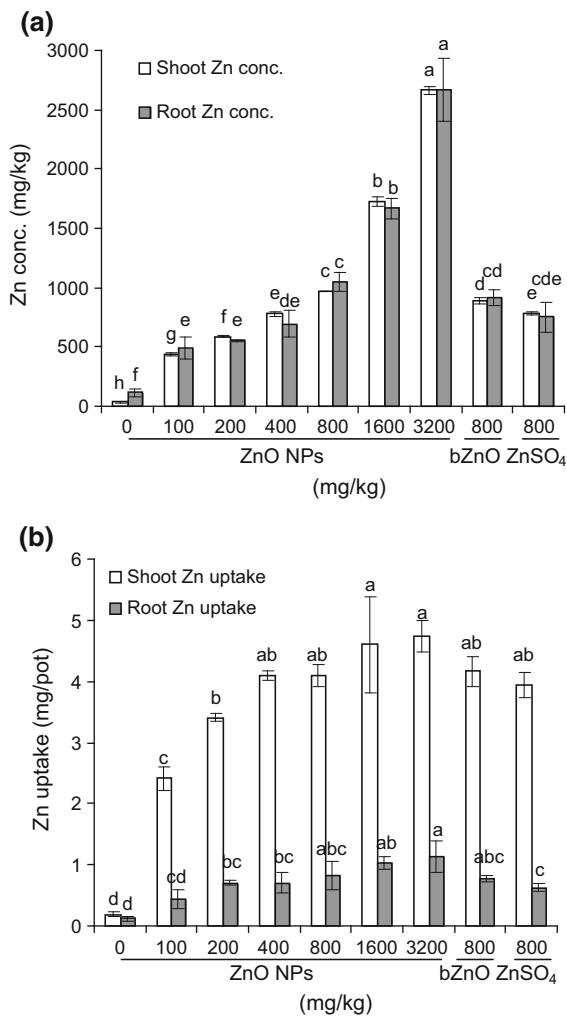 (a)
3000
2500
2000
1500
1000
500
0
Zn conc. (mg/kg)
Shoot Zn conc.
Root Zn conc.
h f g e f e e de c c b b a a d cd e cde
0 100 200 400 800 1600 3200 800 800
ZnO NPs bZnO ZnSO4
(mg/kg)
(b)
6
5
4
3
2
1
0
Zn uptake (mg/pot)
Shoot Zn uptake
Root Zn uptake
d d c cd b bc ab bc ab abc a ab a a ab abc ab c
0 100 200 400 800 1600 3200 800 800
ZnO NPs bZnO ZnSO4
(mg/kg)